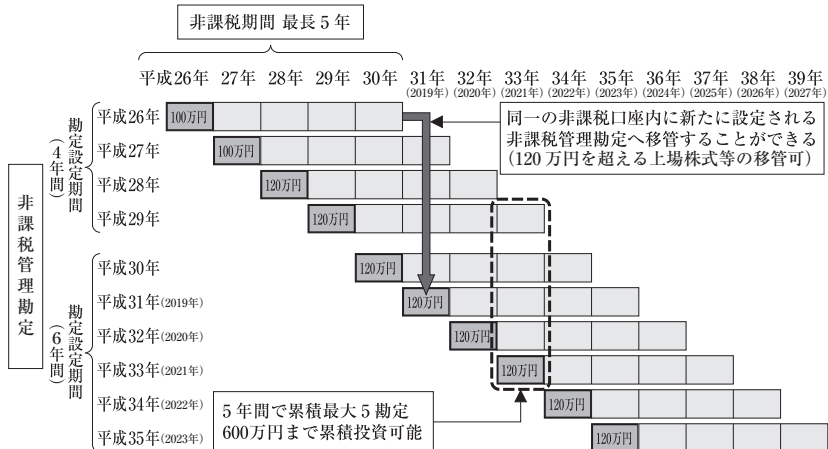 非課税期間 最長5年
平成26年 27年 28年 29年 30年 31年 32年 33年 34年 35年 36年 37年 38年 39年
(2019年) (2020年) (2021年) (2022年) (2023年) (2024年) (2025年) (2026年) (2027年)
非課税管理勘定
勘定設定期間
(4年間)
平成26年 100万円
平成27年 100万円
平成28年 120万円
平成29年 120万円
同一の非課税口座内に新たに設定される
非課税管理勘定へ移管することができる
(120万円を超える上場株式等の移管可)
勘定設定期間
(6年間)
平成30年 120万円
平成31年(2019年) 120万円
平成32年(2020年) 120万円
平成33年(2021年) 120万円
平成34年(2022年) 120万円
平成35年(2023年) 120万円
5年間で累積最大5勘定
600万円まで累積投資可能